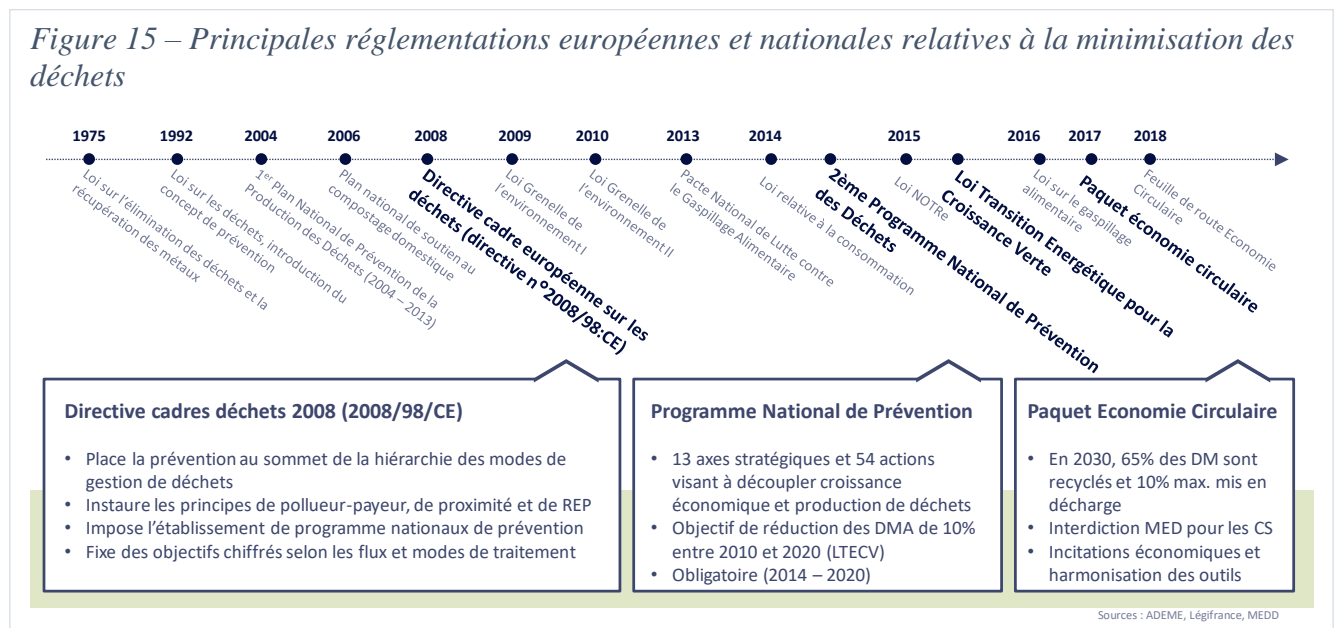 Figure 15 – Principales réglementations européennes et nationales relatives à la minimisation des
déchets
1975
1992
2004
2006
2008
2009
2010
2013
2014
2015
2016
2017
2018
Loi sur l'élimination des déchets et la
récupération des métaux
Loi sur les déchets, introduction du
concept de prévention
1er Plan National de Prévention de la
Production des Déchets (2004 – 2013)
Plan national de soutien au
compostage domestique
Directive cadre européenne sur les
déchets (directive n°2008/98:CE)
Loi Grenelle de
l'environnement I
Loi Grenelle de
l'environnement II
Pacte National de Lutte contre
le Gaspillage Alimentaire
Loi relative à la consommation
2ème Programme National de Prévention
des Déchets
Loi NOTRe
Loi Transition Energétique pour la
Croissance Verte
Loi sur le gaspillage
alimentaire
Paquet économie circulaire
Feuille de route Economie
Circulaire
Directive cadres déchets 2008 (2008/98/CE)
• Place la prévention au sommet de la hiérarchie des modes de
gestion de déchets
• Instaure les principes de pollueur-payeur, de proximité et de REP
• Impose l'établissement de programme nationaux de prévention
• Fixe des objectifs chiffrés selon les flux et modes de traitement
Programme National de Prévention
• 13 axes stratégiques et 54 actions
visant à découpler croissance
économique et production de déchets
• Objectif de réduction des DMA de 10%
entre 2010 et 2020 (LTECV)
• Obligatoire (2014 – 2020)
Paquet Economie Circulaire
• En 2030, 65% des DM sont
recyclés et 10% max. mis en
décharge
• Interdiction MED pour les CS
• Incitations économiques et
harmonisation des outils
Sources : ADEME, Légifrance, MEDD